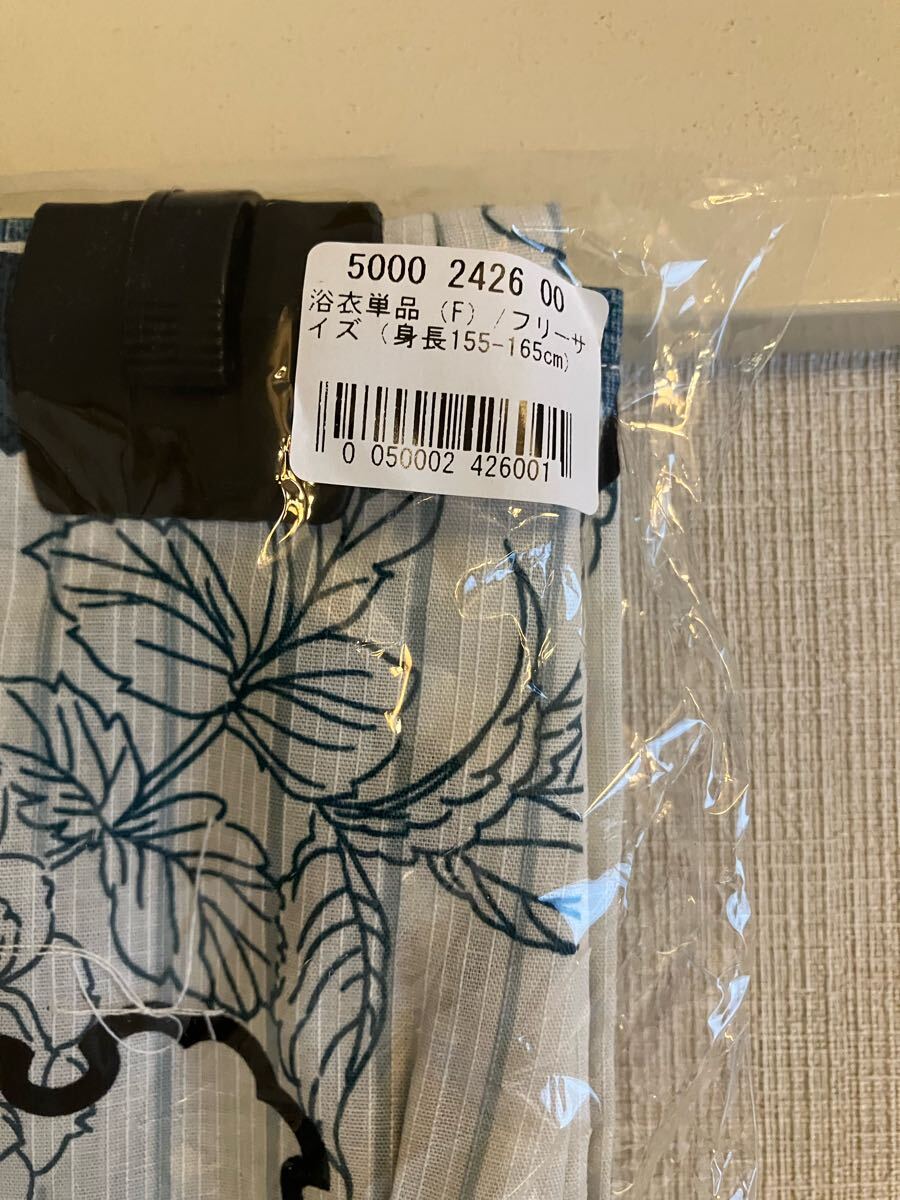 5000 2426 00
浴衣単品 (F) /フリーサ
イズ (身長155-165cm)
0 050002 426001